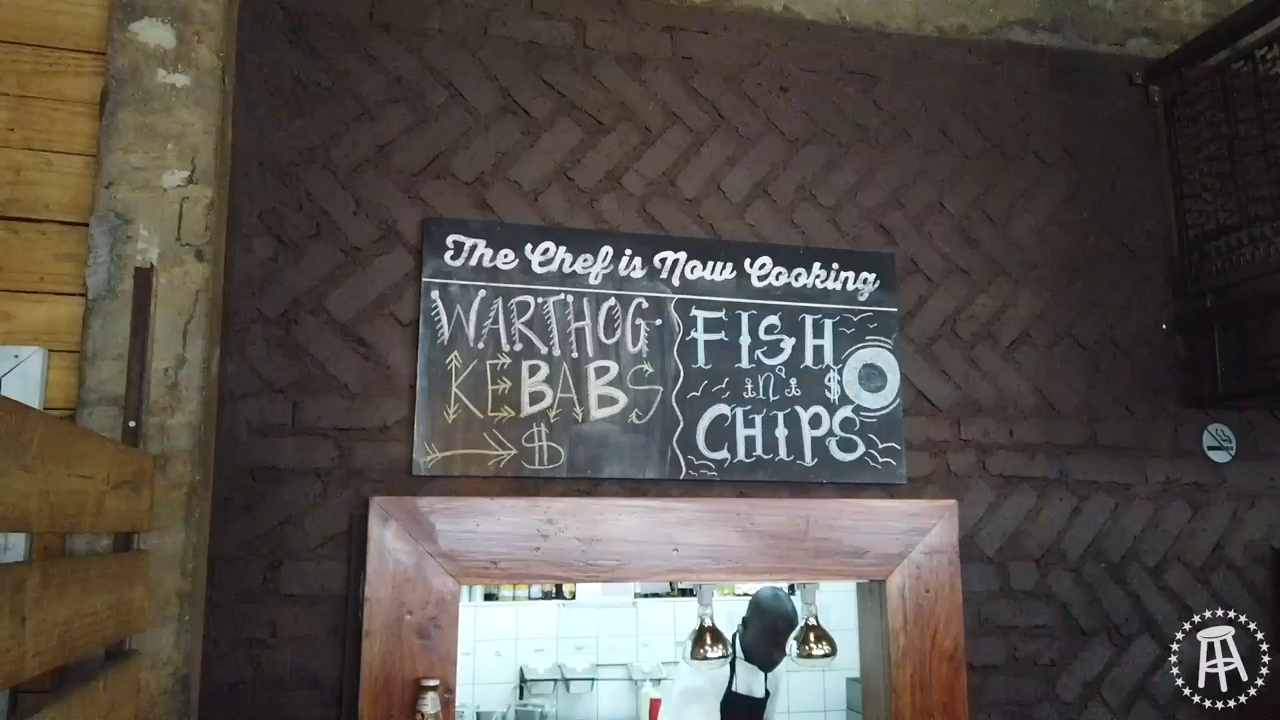 The Chef is Now Cooking
WARTHOG
KEBABS
$
FISH
in'i $
CHIPS